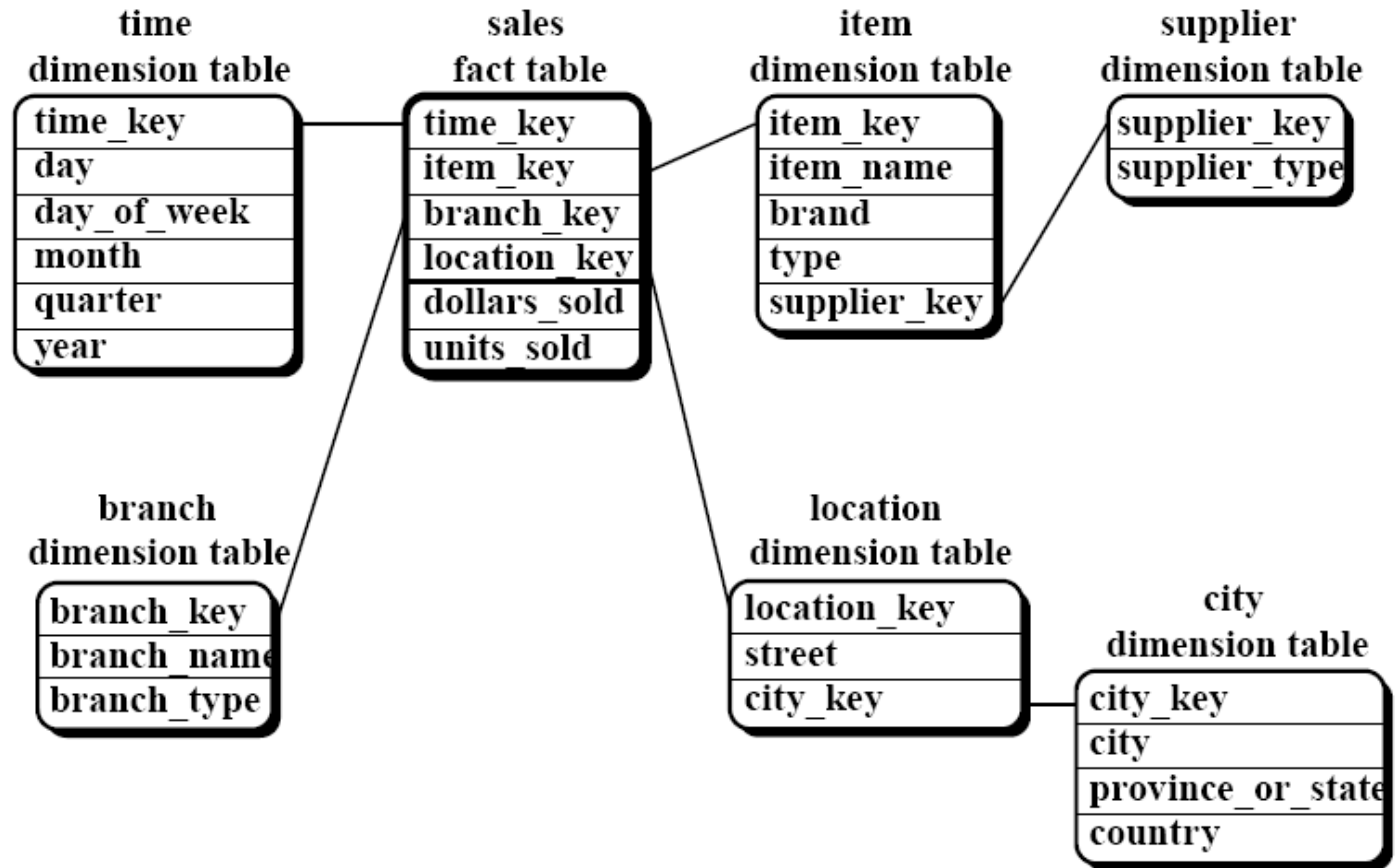 time
dimension table
time_key
day
day_of_week
month
quarter
year
sales
fact table
time_key
item_key
branch_key
location_key
dollars_sold
units_sold
item
dimension table
item_key
item_name
brand
type
supplier_key
supplier
dimension table
supplier_key
supplier_type
branch
dimension table
branch_key
branch_name
branch_type
location
dimension table
location_key
street
city_key
city
dimension table
city_key
city
province_or_state
country